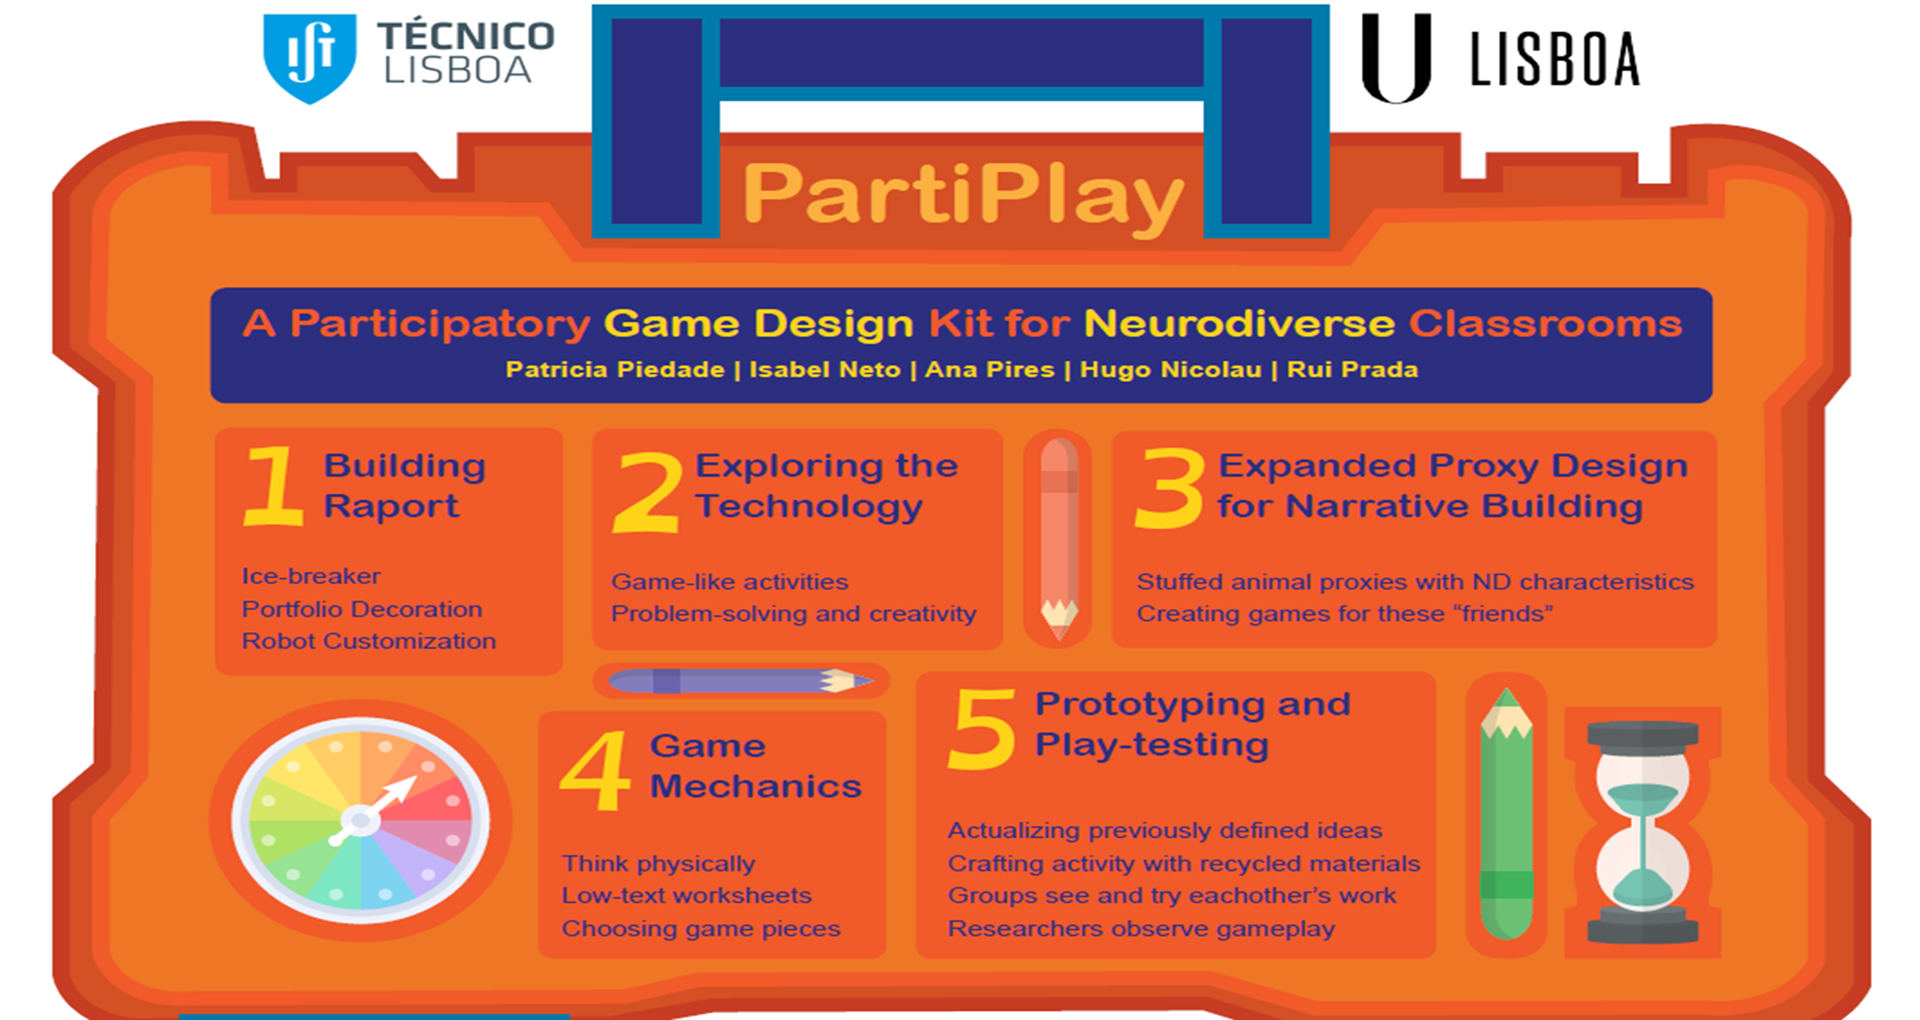 TÉCNICO
LISBOA
U LISBOA
PartiPlay
A Participatory Game Design Kit for Neurodiverse Classrooms
Patricia Piedade | Isabel Neto | Ana Pires | Hugo Nicolau | Rui Prada
1 Building
Raport
Ice-breaker
Portfolio Decoration
Robot Customization
2 Exploring the
Technology
Game-like activities
Problem-solving and creativity
3 Expanded Proxy Design
for Narrative Building
Stuffed animal proxies with ND characteristics
Creating games for these “friends”
4 Game
Mechanics
Think physically
Low-text worksheets
Choosing game pieces
5 Prototyping and
Play-testing
Actualizing previously defined ideas
Crafting activity with recycled materials
Groups see and try eachother’s work
Researchers observe gameplay